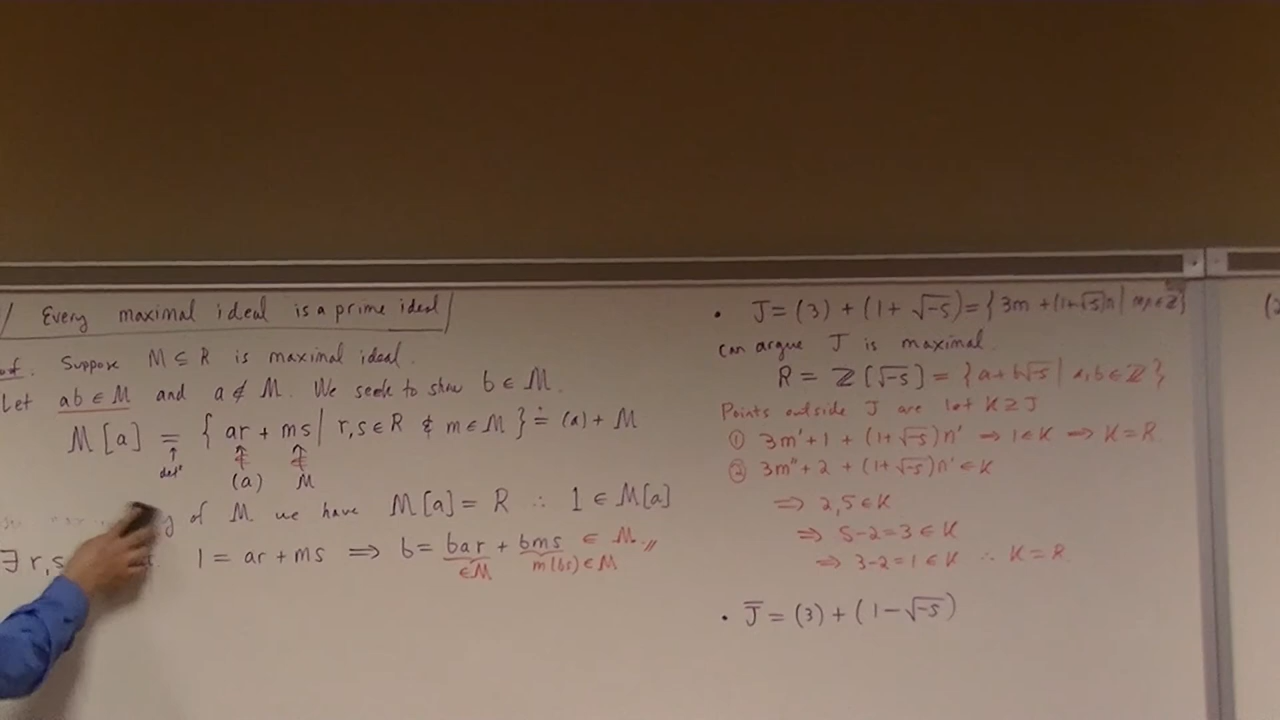 Every maximal ideal is a prime ideal
Suppose M ⊆ R is maximal ideal.
Let ab ∈ M and a ∉ M. We seek to show b ∈ M.
M[a] = { ar + ms | r,s ∈ R & m ∈ M } ≐ (a) + M
def^n
(a) M
of M we have M[a] = R ∴ 1 ∈ M[a]
∃ r,s 1 = ar + ms ⟹ b = bar + bms ∈ M //
∈M m(bs) ∈ M
• J = (3) + (1 + √-5) = { 3m + (1+√-5)n | m,n ∈ Z }
can argue J is maximal.
R = Z[√-5] = { a + b√-5 | a,b ∈ Z }
Points outside J are let K ⊇ J
① 3m' + 1 + (1+√-5)n' ⟹ 1 ∈ K ⟹ K = R
② 3m'' + 2 + (1+√-5)n' ∈ K
⟹ 2,5 ∈ K
⟹ 5-2=3 ∈ K
⟹ 3-2=1 ∈ K ∴ K = R
• J̅ = (3) + (1-√-5)